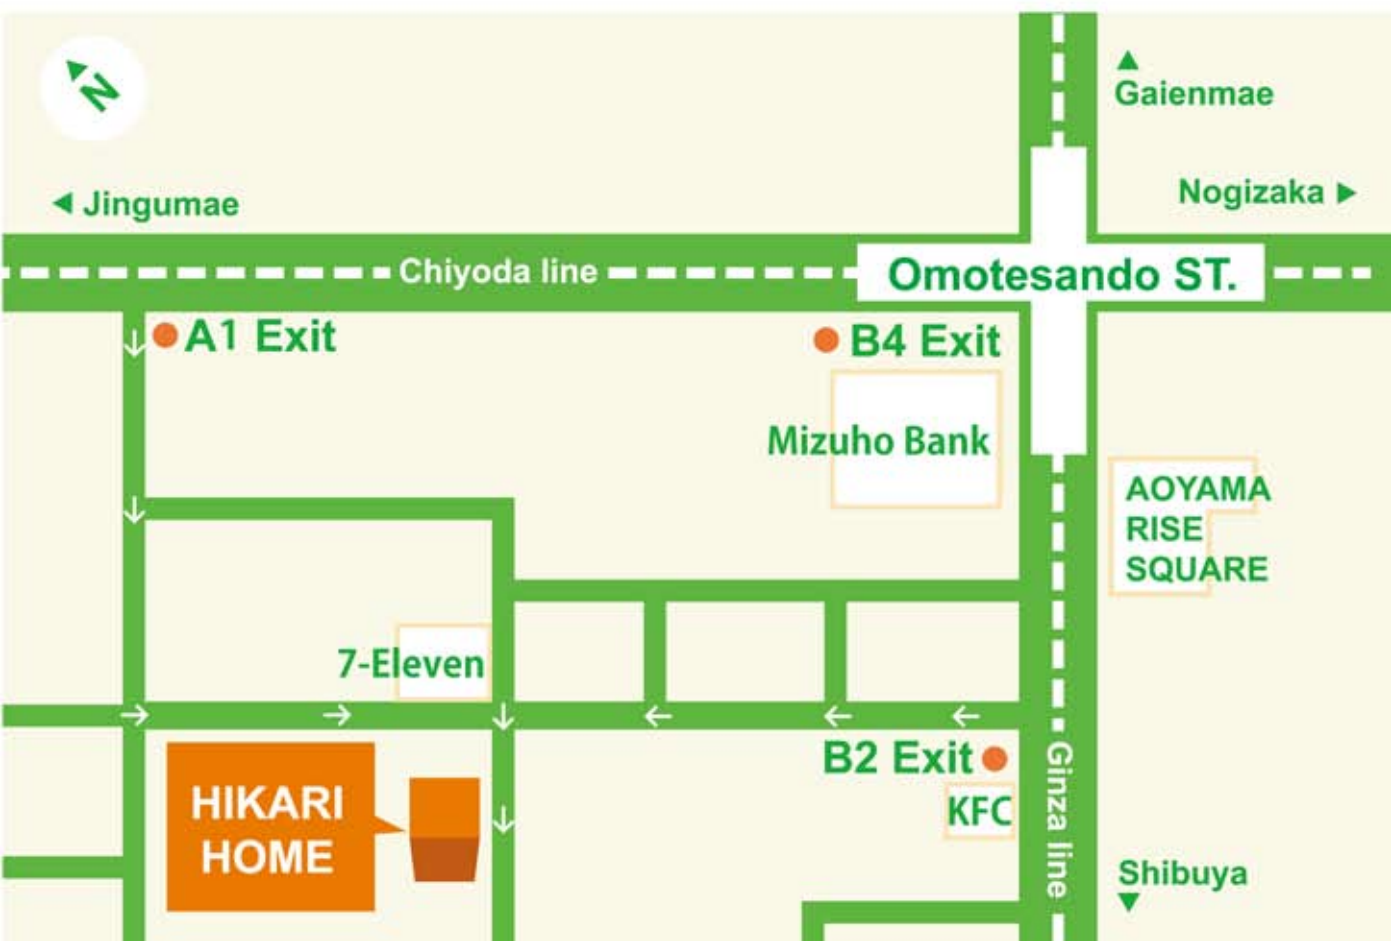 N
Gaienmae
Nogizaka
Jingumae
Chiyoda line
Omotesando ST.
A1 Exit
B4 Exit
Mizuho Bank
AOYAMA
RISE
SQUARE
7-Eleven
B2 Exit
KFC
Ginza line
HIKARI
HOME
Shibuya